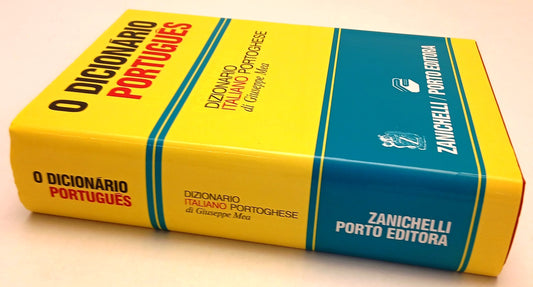 O DICIONÁRIO
PORTUGUÊS
DIZIONARIO
ITALIANO PORTOGHESE
di Giuseppe Mea
ZANICHELLI / PORTO EDITORA
O DICIONÁRIO
PORTUGUÊS
DIZIONARIO
ITALIANO PORTOGHESE
di Giuseppe Mea
ZANICHELLI
PORTO EDITORA